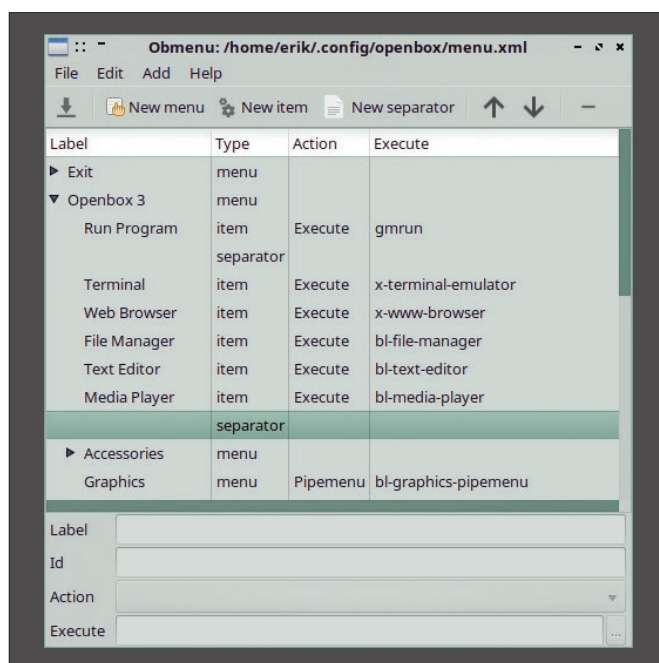 Obmenu: /home/erik/.config/openbox/menu.xml
File Edit Add Help
New menu New item New separator
Label Type Action Execute
Exit menu
Openbox 3 menu
Run Program item Execute gmrun
separator
Terminal item Execute x-terminal-emulator
Web Browser item Execute x-www-browser
File Manager item Execute bl-file-manager
Text Editor item Execute bl-text-editor
Media Player item Execute bl-media-player
separator
Accessories menu
Graphics menu Pipemenu bl-graphics-pipemenu
Label
Id
Action
Execute ...